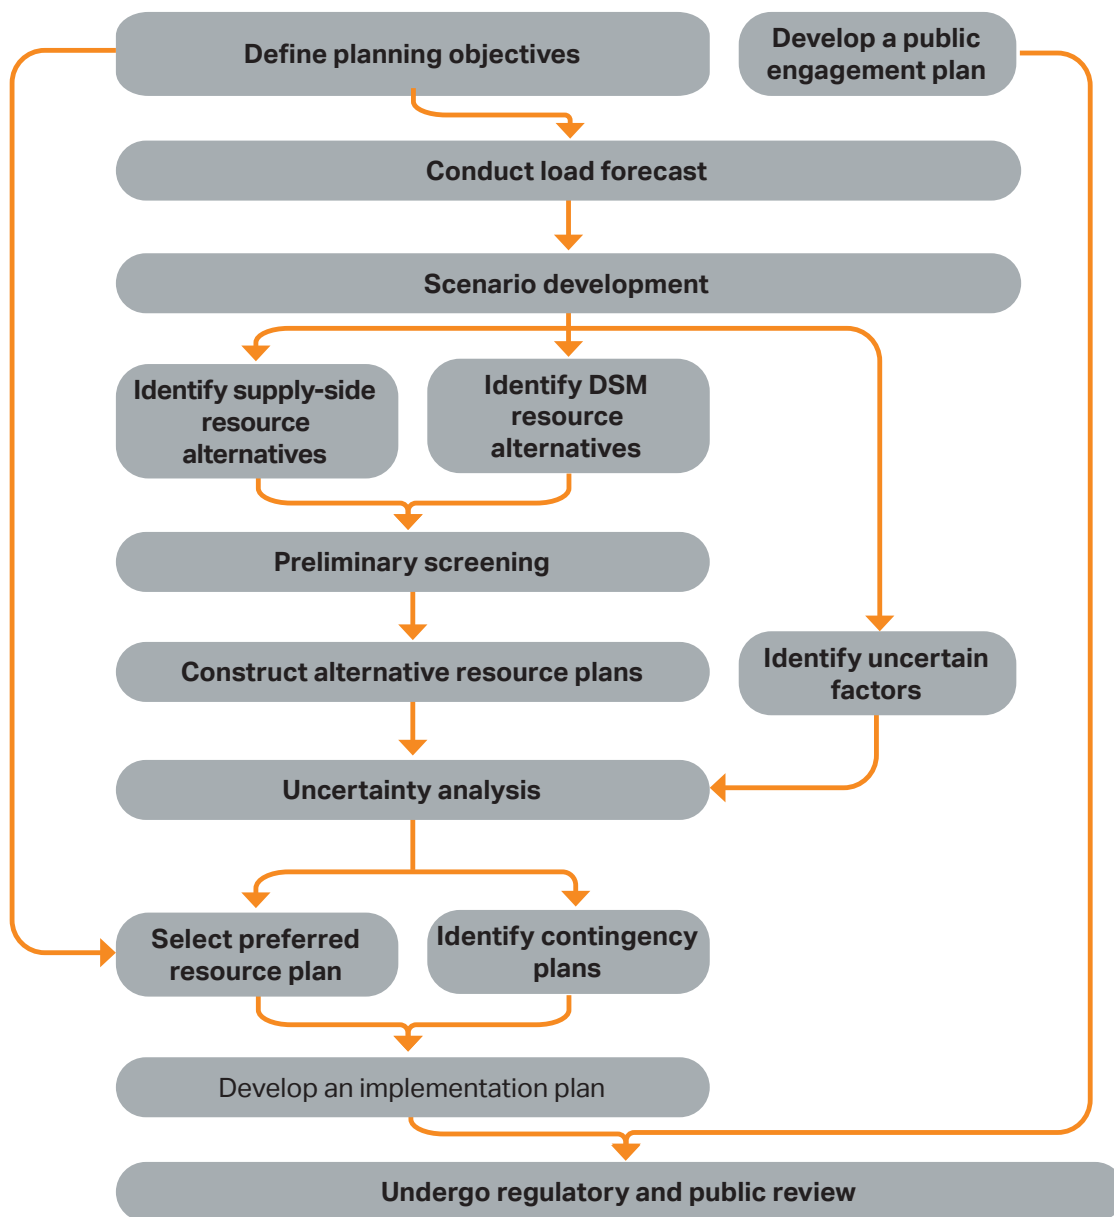 Define planning objectives
Develop a public
engagement plan
Conduct load forecast
Scenario development
Identify supply-side
resource
alternatives
Identify DSM
resource
alternatives
Preliminary screening
Construct alternative resource plans
Identify uncertain
factors
Uncertainty analysis
Select preferred
resource plan
Identify contingency
plans
Develop an implementation plan
Undergo regulatory and public review